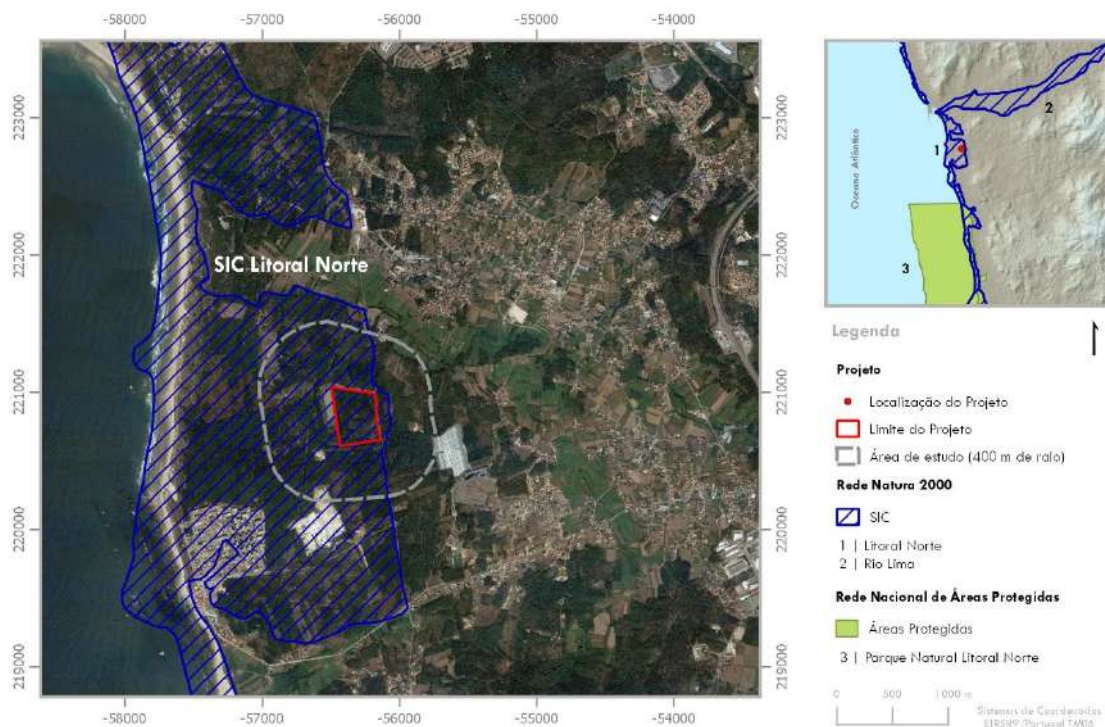 -58000 -57000 -56000 -55000 -54000
223000
222000
221000
220000
219000
SIC Litoral Norte
223000
222000
221000
220000
219000
-58000 -57000 -56000 -55000 -54000
Oceano Atlântico
1
2
3
Legenda
Projeto
Localização do Projeto
Limite do Projeto
Área de estudo (400 m de raio)
Rede Natura 2000
SIC
1 | Litoral Norte
2 | Rio Lima
Rede Nacional de Áreas Protegidas
Áreas Protegidas
3 | Parque Natural Litoral Norte
0 500 1000 m
Sistemas de Coordenadas
ETRS89/Portugal TM06